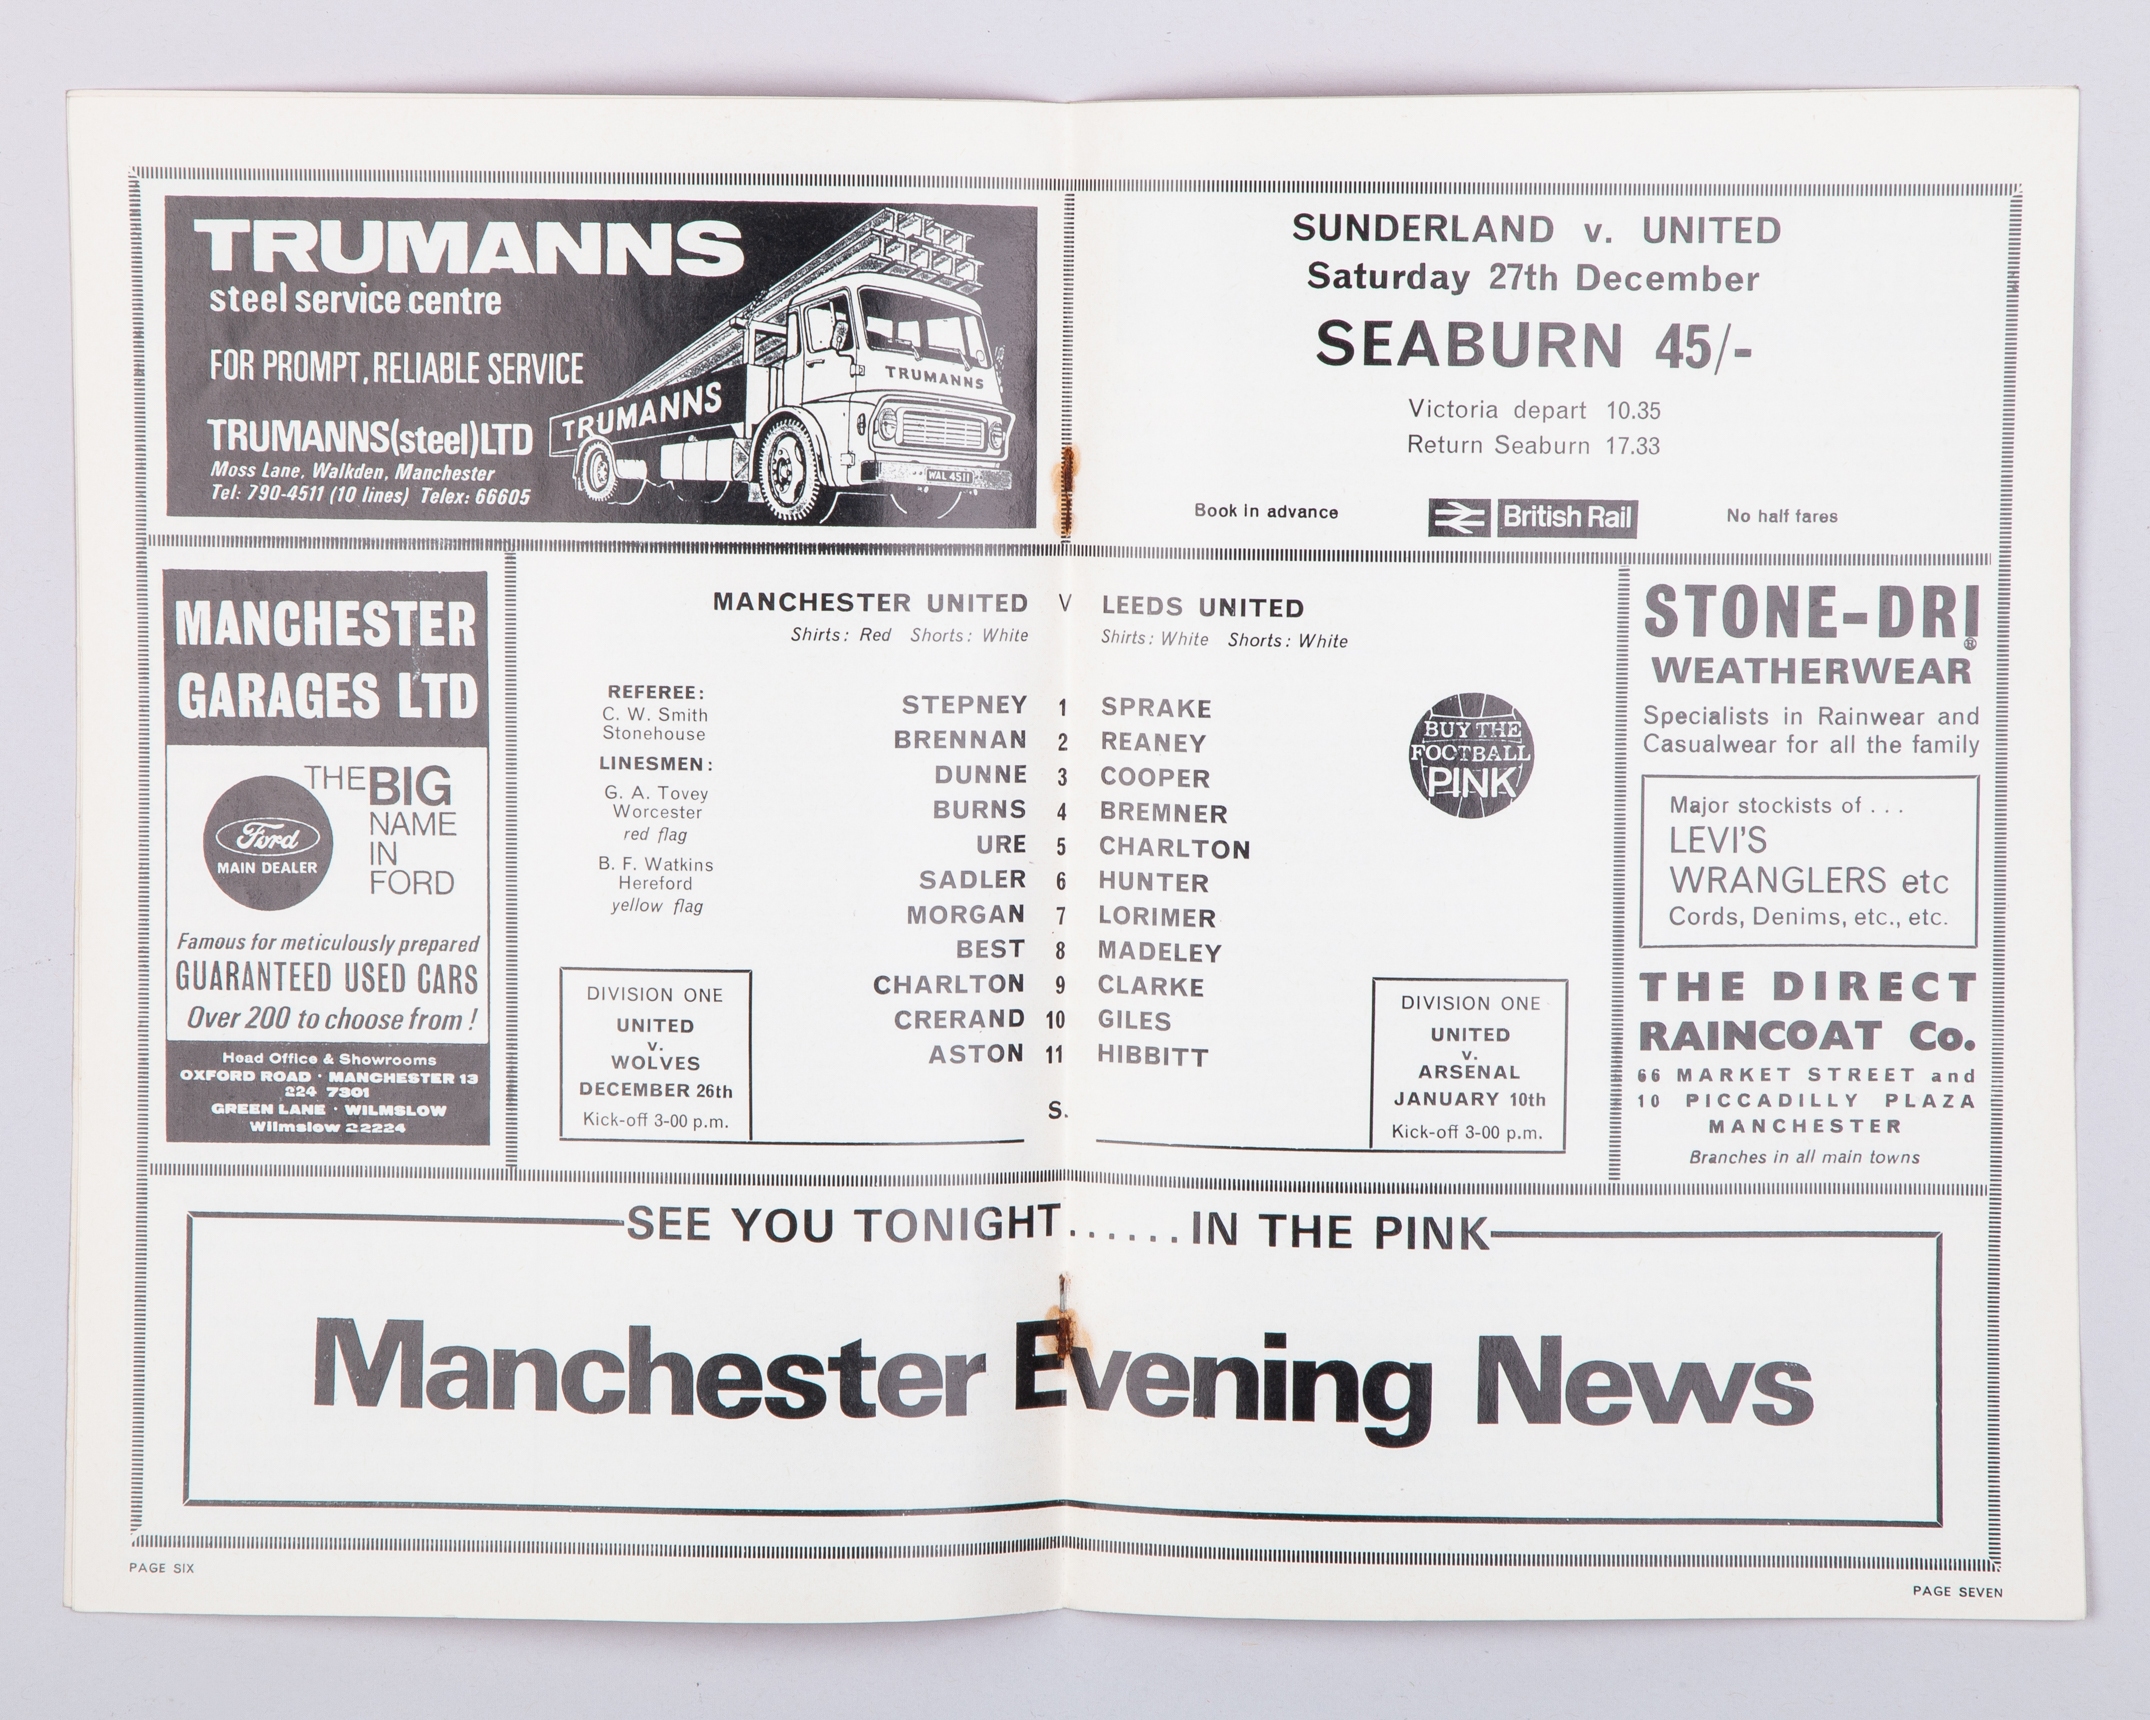 TRUMANNS
steel service centre
FOR PROMPT, RELIABLE SERVICE
TRUMANNS(steel)LTD
Moss Lane, Walkden, Manchester
Tel: 790-4511 (10 lines) Telex: 66605
TRUMANNS
TRUMANNS
WAL 4511
SUNDERLAND v. UNITED
Saturday 27th December
SEABURN 45/-
Victoria depart 10.35
Return Seaburn 17.33
Book in advance
British Rail
No half fares
MANCHESTER
GARAGES LTD
THE BIG
NAME
IN
FORD
Ford
MAIN DEALER
Famous for meticulously prepared
GUARANTEED USED CARS
Over 200 to choose from !
Head Office & Showrooms
OXFORD ROAD · MANCHESTER 13
224 7301
GREEN LANE · WILMSLOW
Wilmslow 22224
MANCHESTER UNITED V LEEDS UNITED
Shirts: Red Shorts: White Shirts: White Shorts: White
REFEREE:
C. W. Smith
Stonehouse
LINESMEN:
G. A. Tovey
Worcester
red flag
B. F. Watkins
Hereford
yellow flag
STEPNEY 1 SPRAKE
BRENNAN 2 REANEY
DUNNE 3 COOPER
BURNS 4 BREMNER
URE 5 CHARLTON
SADLER 6 HUNTER
MORGAN 7 LORIMER
BEST 8 MADELEY
CHARLTON 9 CLARKE
CRERAND 10 GILES
ASTON 11 HIBBITT
S.
BUY THE
FOOTBALL
PINK
DIVISION ONE
UNITED
v.
WOLVES
DECEMBER 26th
Kick-off 3-00 p.m.
DIVISION ONE
UNITED
v.
ARSENAL
JANUARY 10th
Kick-off 3-00 p.m.
STONE-DRI
®
WEATHERWEAR
Specialists in Rainwear and
Casualwear for all the family
Major stockists of . . .
LEVI'S
WRANGLERS etc
Cords, Denims, etc., etc.
THE DIRECT
RAINCOAT Co.
66 MARKET STREET and
10 PICCADILLY PLAZA
MANCHESTER
Branches in all main towns
SEE YOU TONIGHT......IN THE PINK
Manchester Evening News
PAGE SIX
PAGE SEVEN